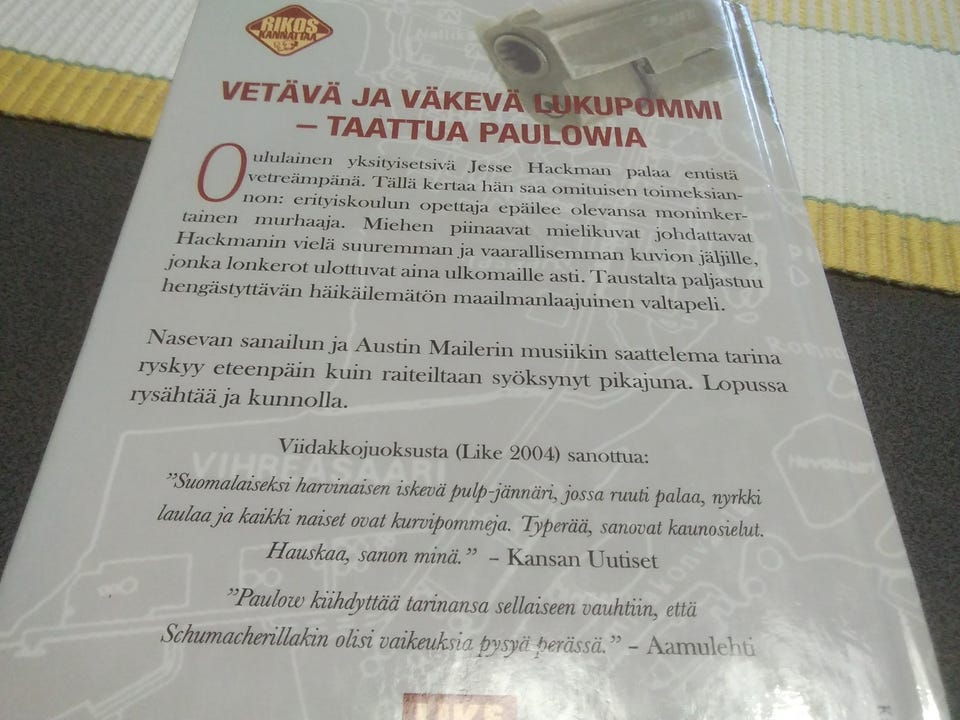 RIKOS
KANNATTAA
VETÄVÄ JA VÄKEVÄ LUKUPOMMI
– TAATTUA PAULOWIA
Oululainen yksityisetsivä Jesse Hackman palaa entistä
vetreämpänä. Tällä kertaa hän saa omituisen toimeksian-
non: erityiskoulun opettaja epäilee olevansa moninker-
tainen murhaaja. Miehen piinaavat mielikuvat johdattavat
Hackmanin vielä suuremman ja vaarallisemman kuvion jäljille,
jonka lonkerot ulottuvat aina ulkomaille asti. Taustalta paljastuu
hengästyttävän häikäilemätön maailmanlaajuinen valtapeli.
Nasevan sanailun ja Austin Mailerin musiikin saattelema tarina
ryskyy eteenpäin kuin raiteiltaan syöksynyt pikajuna. Lopussa
rysähtää ja kunnolla.
Viidakkojuoksusta (Like 2004) sanottua:
VIHREÄSAARI
”Suomalaiseksi harvinaisen iskevä pulp-jännäri, jossa ruuti palaa, nyrkki
laulaa ja kaikki naiset ovat kurvipommeja. Typerää, sanovat kaunosielut.
Hauskaa, sanon minä.” – Kansan Uutiset
”Paulow kiihdyttää tarinansa sellaiseen vauhtiin, että
Schumacherillakin olisi vaikeuksia pysyä perässä.” – Aamulehti
LIKE